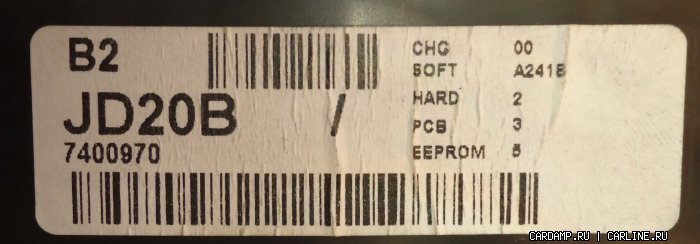 B2
CHG 00
SOFT A241B
JD20B /
HARD 2
PCB 3
7400970
EEPROM 5
CARDAMP.RU | CARLINE.RU